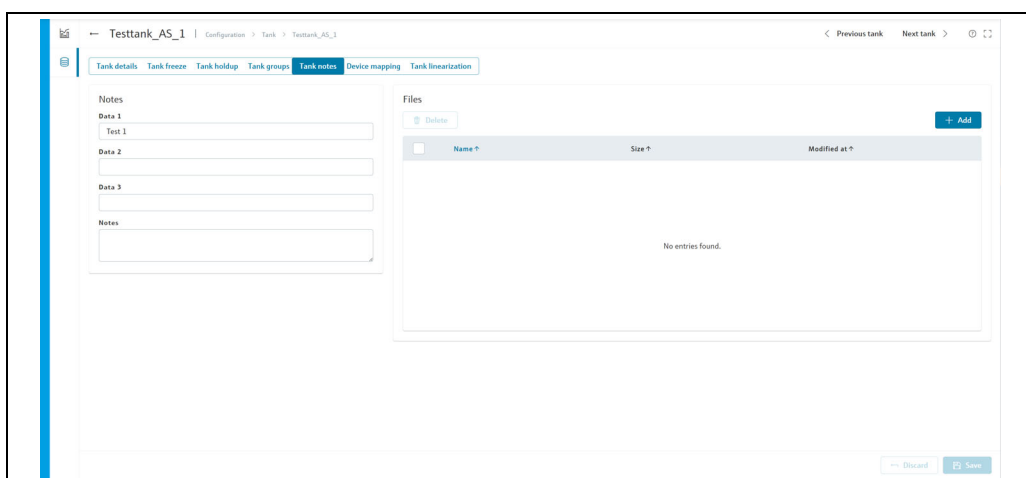 ← Testtank_AS_1 | Configuration > Tank > Testtank_AS_1 < Previous tank Next tank >
Tank details Tank freeze Tank holdup Tank groups Tank notes Device mapping Tank linearization
Notes
Data 1
Test 1
Data 2
Data 3
Notes
Files
Delete
+ Add
Name ↑ Size ↑ Modified at ↑
No entries found.
Discard Save